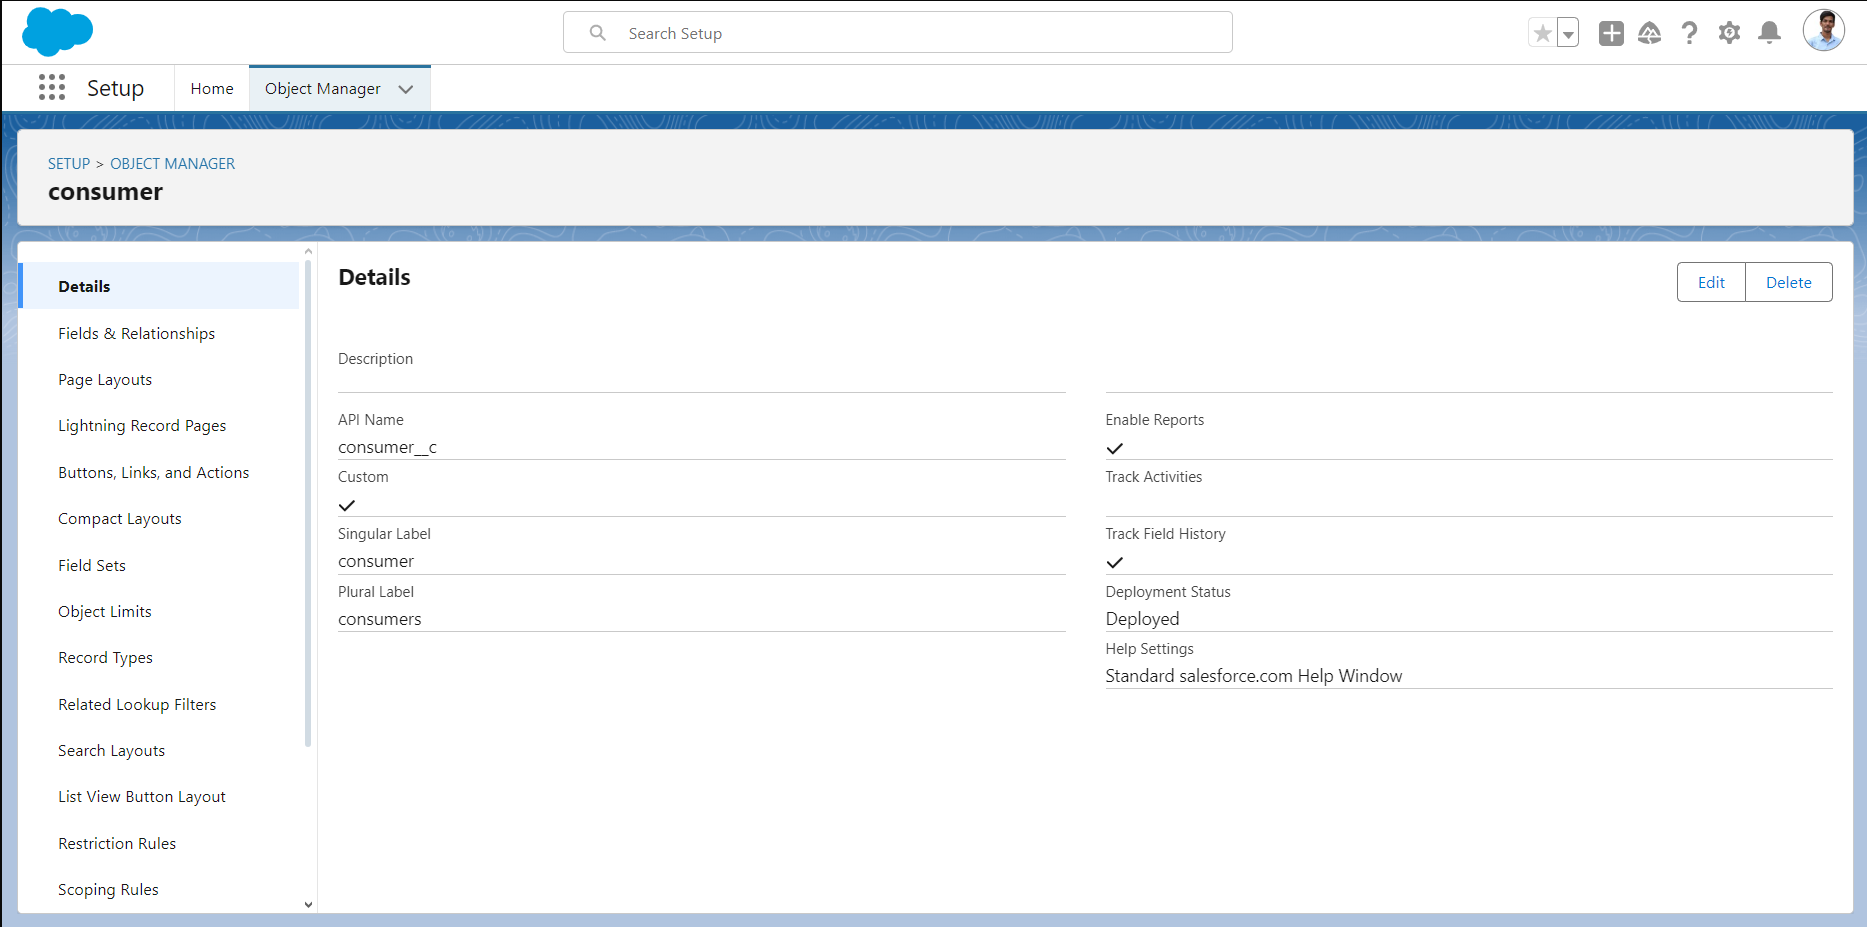 Search Setup
Setup
Home
Object Manager
SETUP > OBJECT MANAGER
consumer
Details
Fields & Relationships
Page Layouts
Lightning Record Pages
Buttons, Links, and Actions
Compact Layouts
Field Sets
Object Limits
Record Types
Related Lookup Filters
Search Layouts
List View Button Layout
Restriction Rules
Scoping Rules
Details
Edit
Delete
Description
API Name
consumer__c
Custom
Singular Label
consumer
Plural Label
consumers
Enable Reports
Track Activities
Track Field History
Deployment Status
Deployed
Help Settings
Standard salesforce.com Help Window